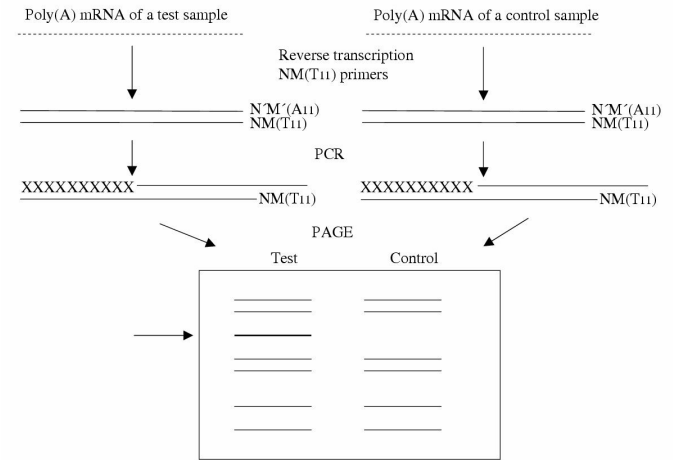 Poly(A) mRNA of a test sample
Poly(A) mRNA of a control sample
Reverse transcription
NM(T11) primers
N´M´(A11)
NM(T11)
N´M´(A11)
NM(T11)
PCR
XXXXXXXXXX
NM(T11)
XXXXXXXXXX
NM(T11)
PAGE
Test
Control